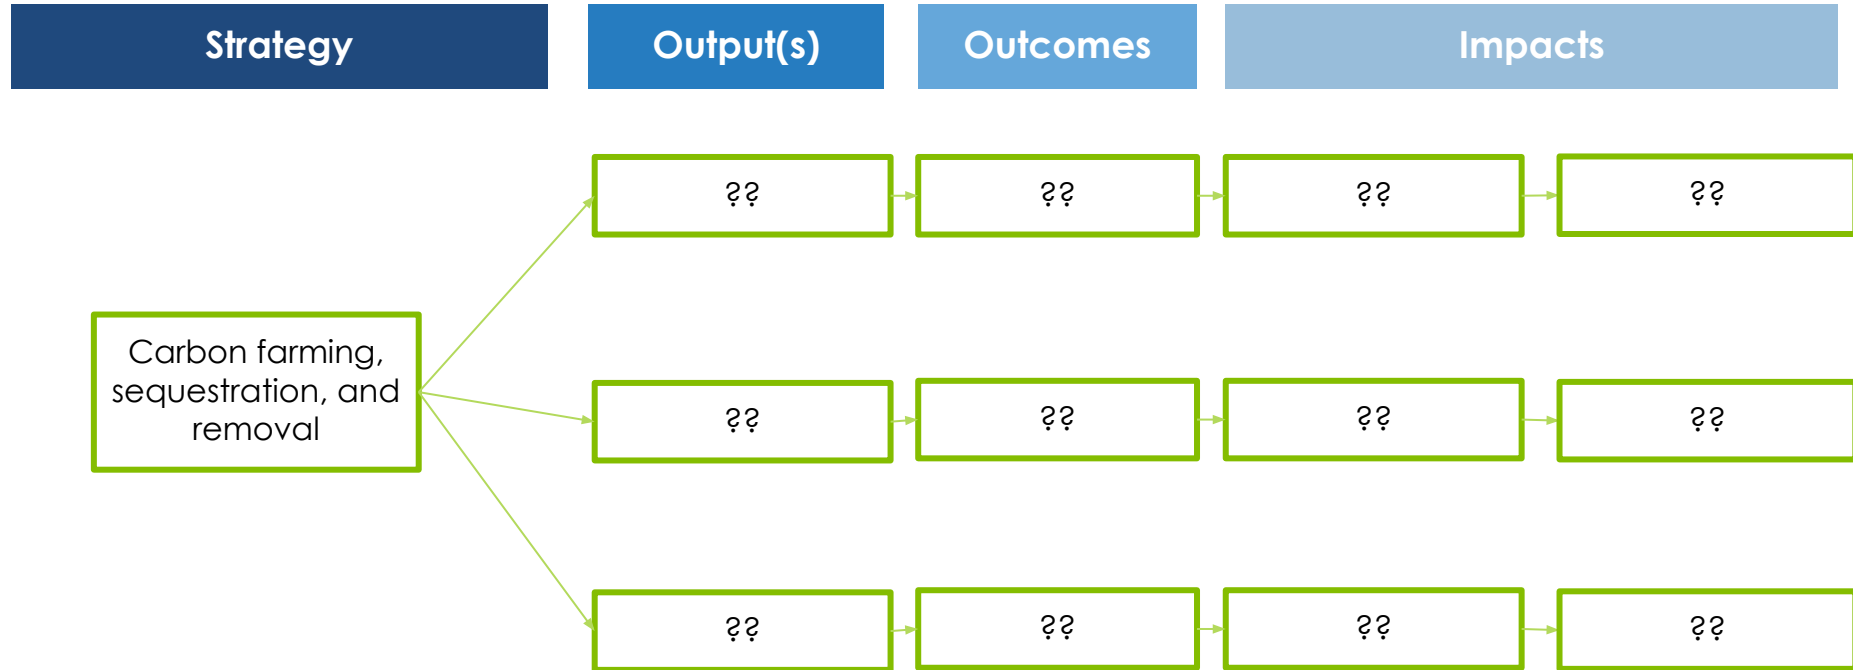 Strategy
Output(s)
Outcomes
Impacts
??
??
??
??
Carbon farming,
sequestration, and
removal
??
??
??
??
??
??
??
??